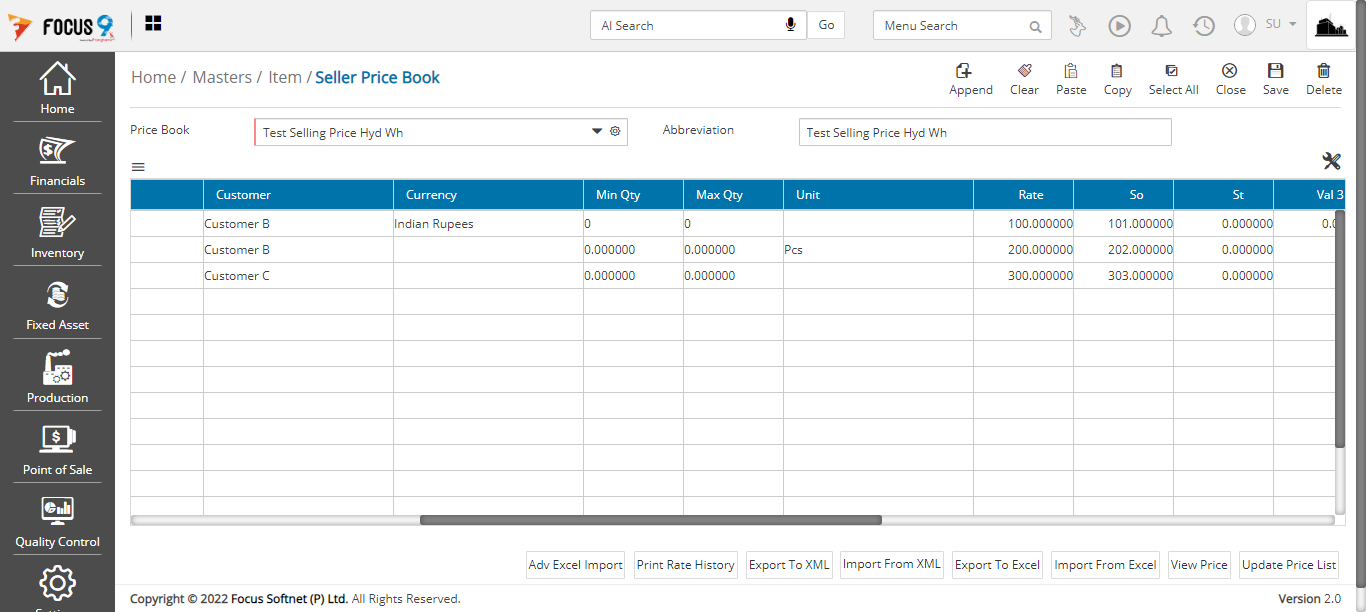 FOCUS 9
AI Search
Go
Menu Search
SU
Home
Financials
Inventory
Fixed Asset
Production
Point of Sale
Quality Control
Home / Masters / Item / Seller Price Book
Append Clear Paste Copy Select All Close Save Delete
Price Book Test Selling Price Hyd Wh Abbreviation Test Selling Price Hyd Wh
Customer Currency Min Qty Max Qty Unit Rate So St Val 3
Customer B Indian Rupees 0 0 100.000000 101.000000 0.000000
Customer B 0.000000 0.000000 Pcs 200.000000 202.000000 0.000000
Customer C 0.000000 0.000000 300.000000 303.000000 0.000000
Adv Excel Import Print Rate History Export To XML Import From XML Export To Excel Import From Excel View Price Update Price List
Copyright © 2022 Focus Softnet (P) Ltd. All Rights Reserved. Version 2.0